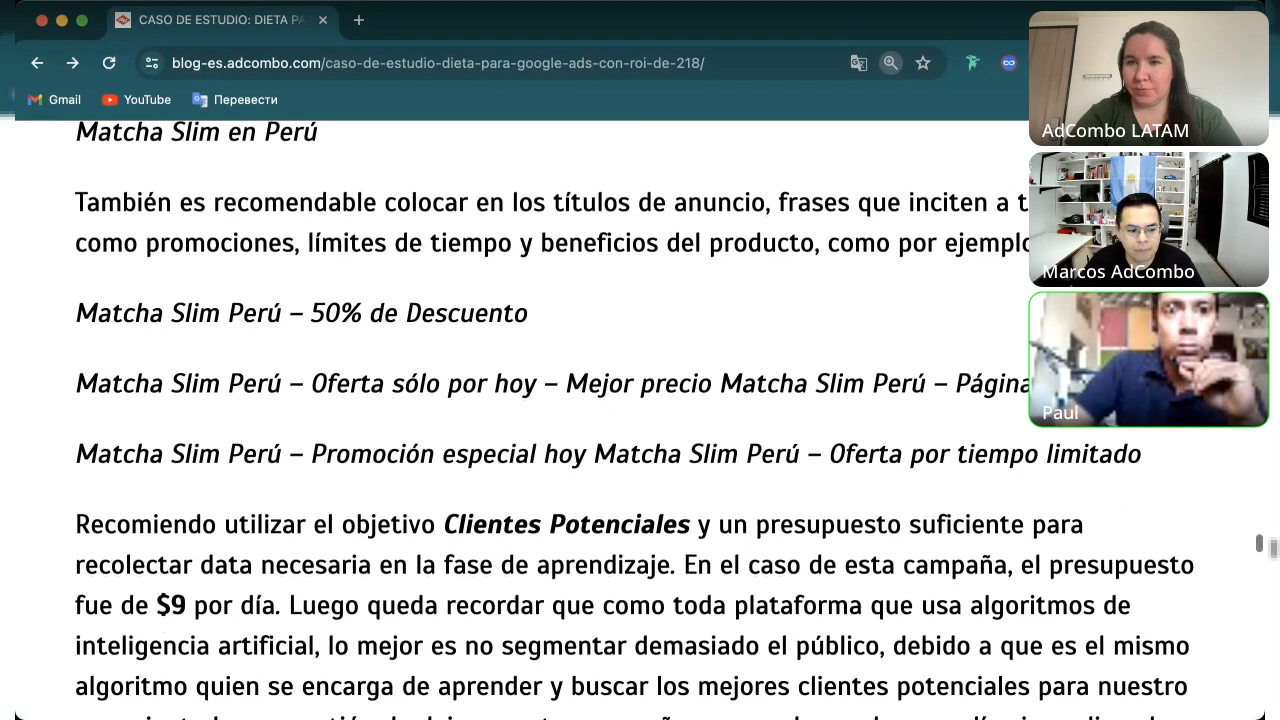 CASO DE ESTUDIO: DIETA PA
blog-es.adcombo.com/caso-de-estudio-dieta-para-google-ads-con-roi-de-218/
Gmail YouTube Перевести
Matcha Slim en Perú
También es recomendable colocar en los títulos de anuncio, frases que inciten a t
como promociones, límites de tiempo y beneficios del producto, como por ejemplo
Matcha Slim Perú – 50% de Descuento
Matcha Slim Perú – Oferta sólo por hoy – Mejor precio Matcha Slim Perú – Página
Matcha Slim Perú – Promoción especial hoy Matcha Slim Perú – Oferta por tiempo limitado
Recomiendo utilizar el objetivo Clientes Potenciales y un presupuesto suficiente para
recolectar data necesaria en la fase de aprendizaje. En el caso de esta campaña, el presupuesto
fue de $9 por día. Luego queda recordar que como toda plataforma que usa algoritmos de
inteligencia artificial, lo mejor es no segmentar demasiado el público, debido a que es el mismo
algoritmo quien se encarga de aprender y buscar los mejores clientes potenciales para nuestro
AdCombo LATAM
Marcos AdCombo
Paul